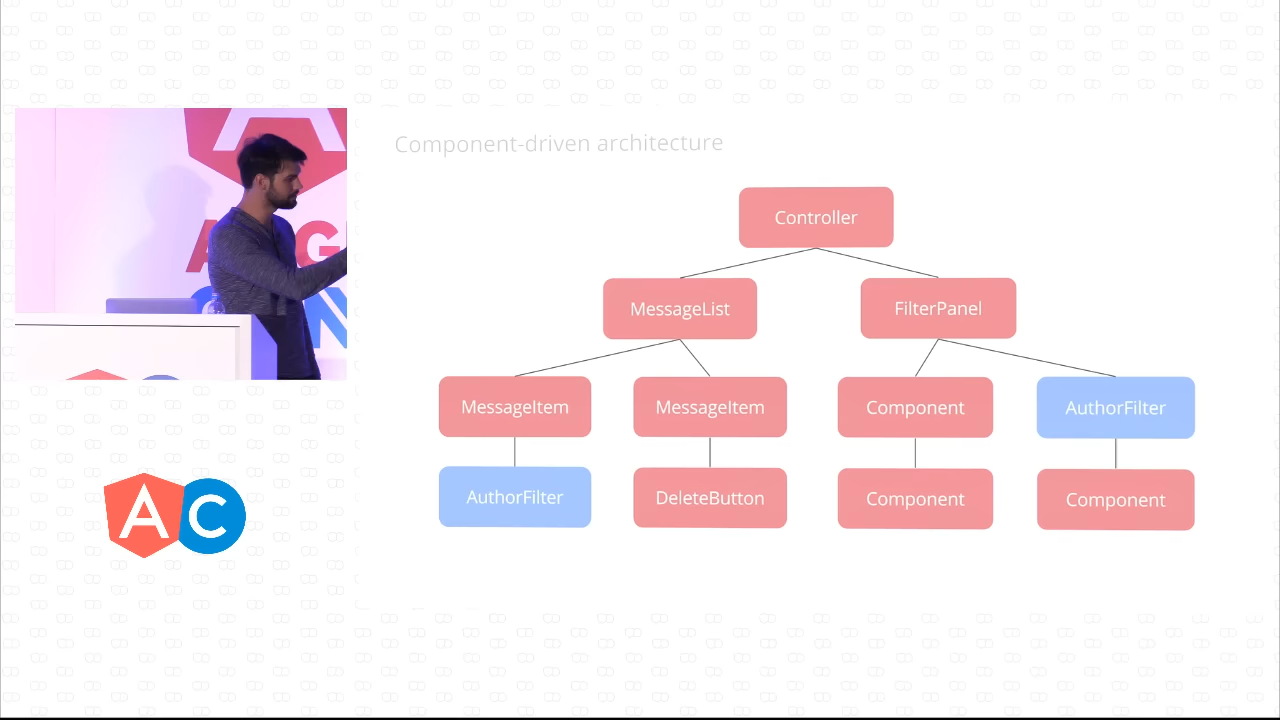 Component-driven architecture
Controller
MessageList
FilterPanel
MessageItem
MessageItem
Component
AuthorFilter
AuthorFilter
DeleteButton
Component
Component
A
G
N
AC